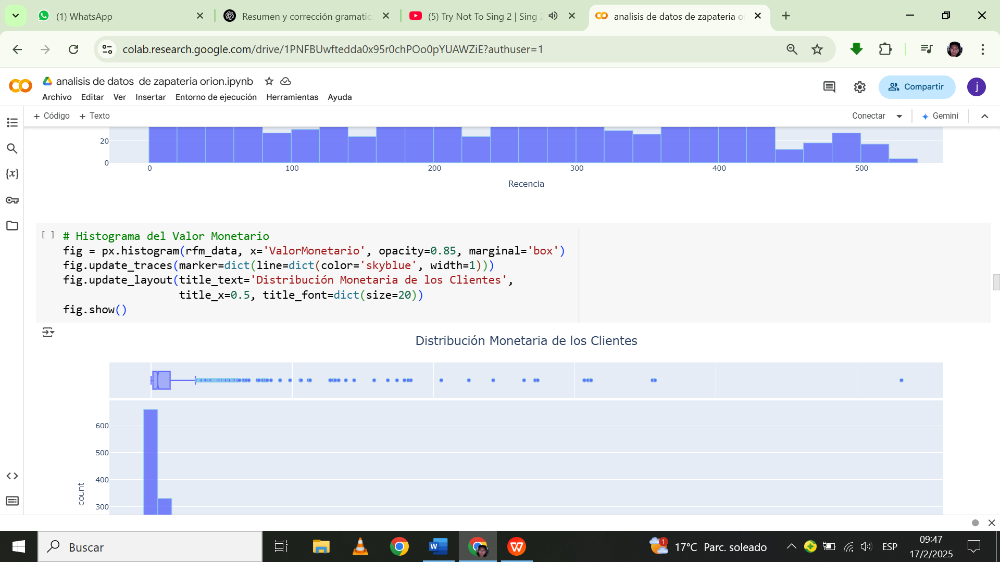 (1) WhatsApp
Resumen y corrección gramatic
(5) Try Not To Sing 2 | Sing 2
analisis de datos de zapateria o
colab.research.google.com/drive/1PNFBUwftedda0x95r0chPOo0pYUAWZiE?authuser=1
analisis de datos de zapateria orion.ipynb
Archivo Editar Ver Insertar Entorno de ejecución Herramientas Ayuda
Compartir
j
+ Código + Texto
Conectar
Gemini
20
0
0 100 200 300 400 500
Recencia
{x}
[ ] # Histograma del Valor Monetario
fig = px.histogram(rfm_data, x='ValorMonetario', opacity=0.85, marginal='box')
fig.update_traces(marker=dict(line=dict(color='skyblue', width=1)))
fig.update_layout(title_text='Distribución Monetaria de los Clientes',
title_x=0.5, title_font=dict(size=20))
fig.show()
Distribución Monetaria de los Clientes
600
500
400
300
count
Buscar
W
1
17°C Parc. soleado
ESP
09:47
17/2/2025